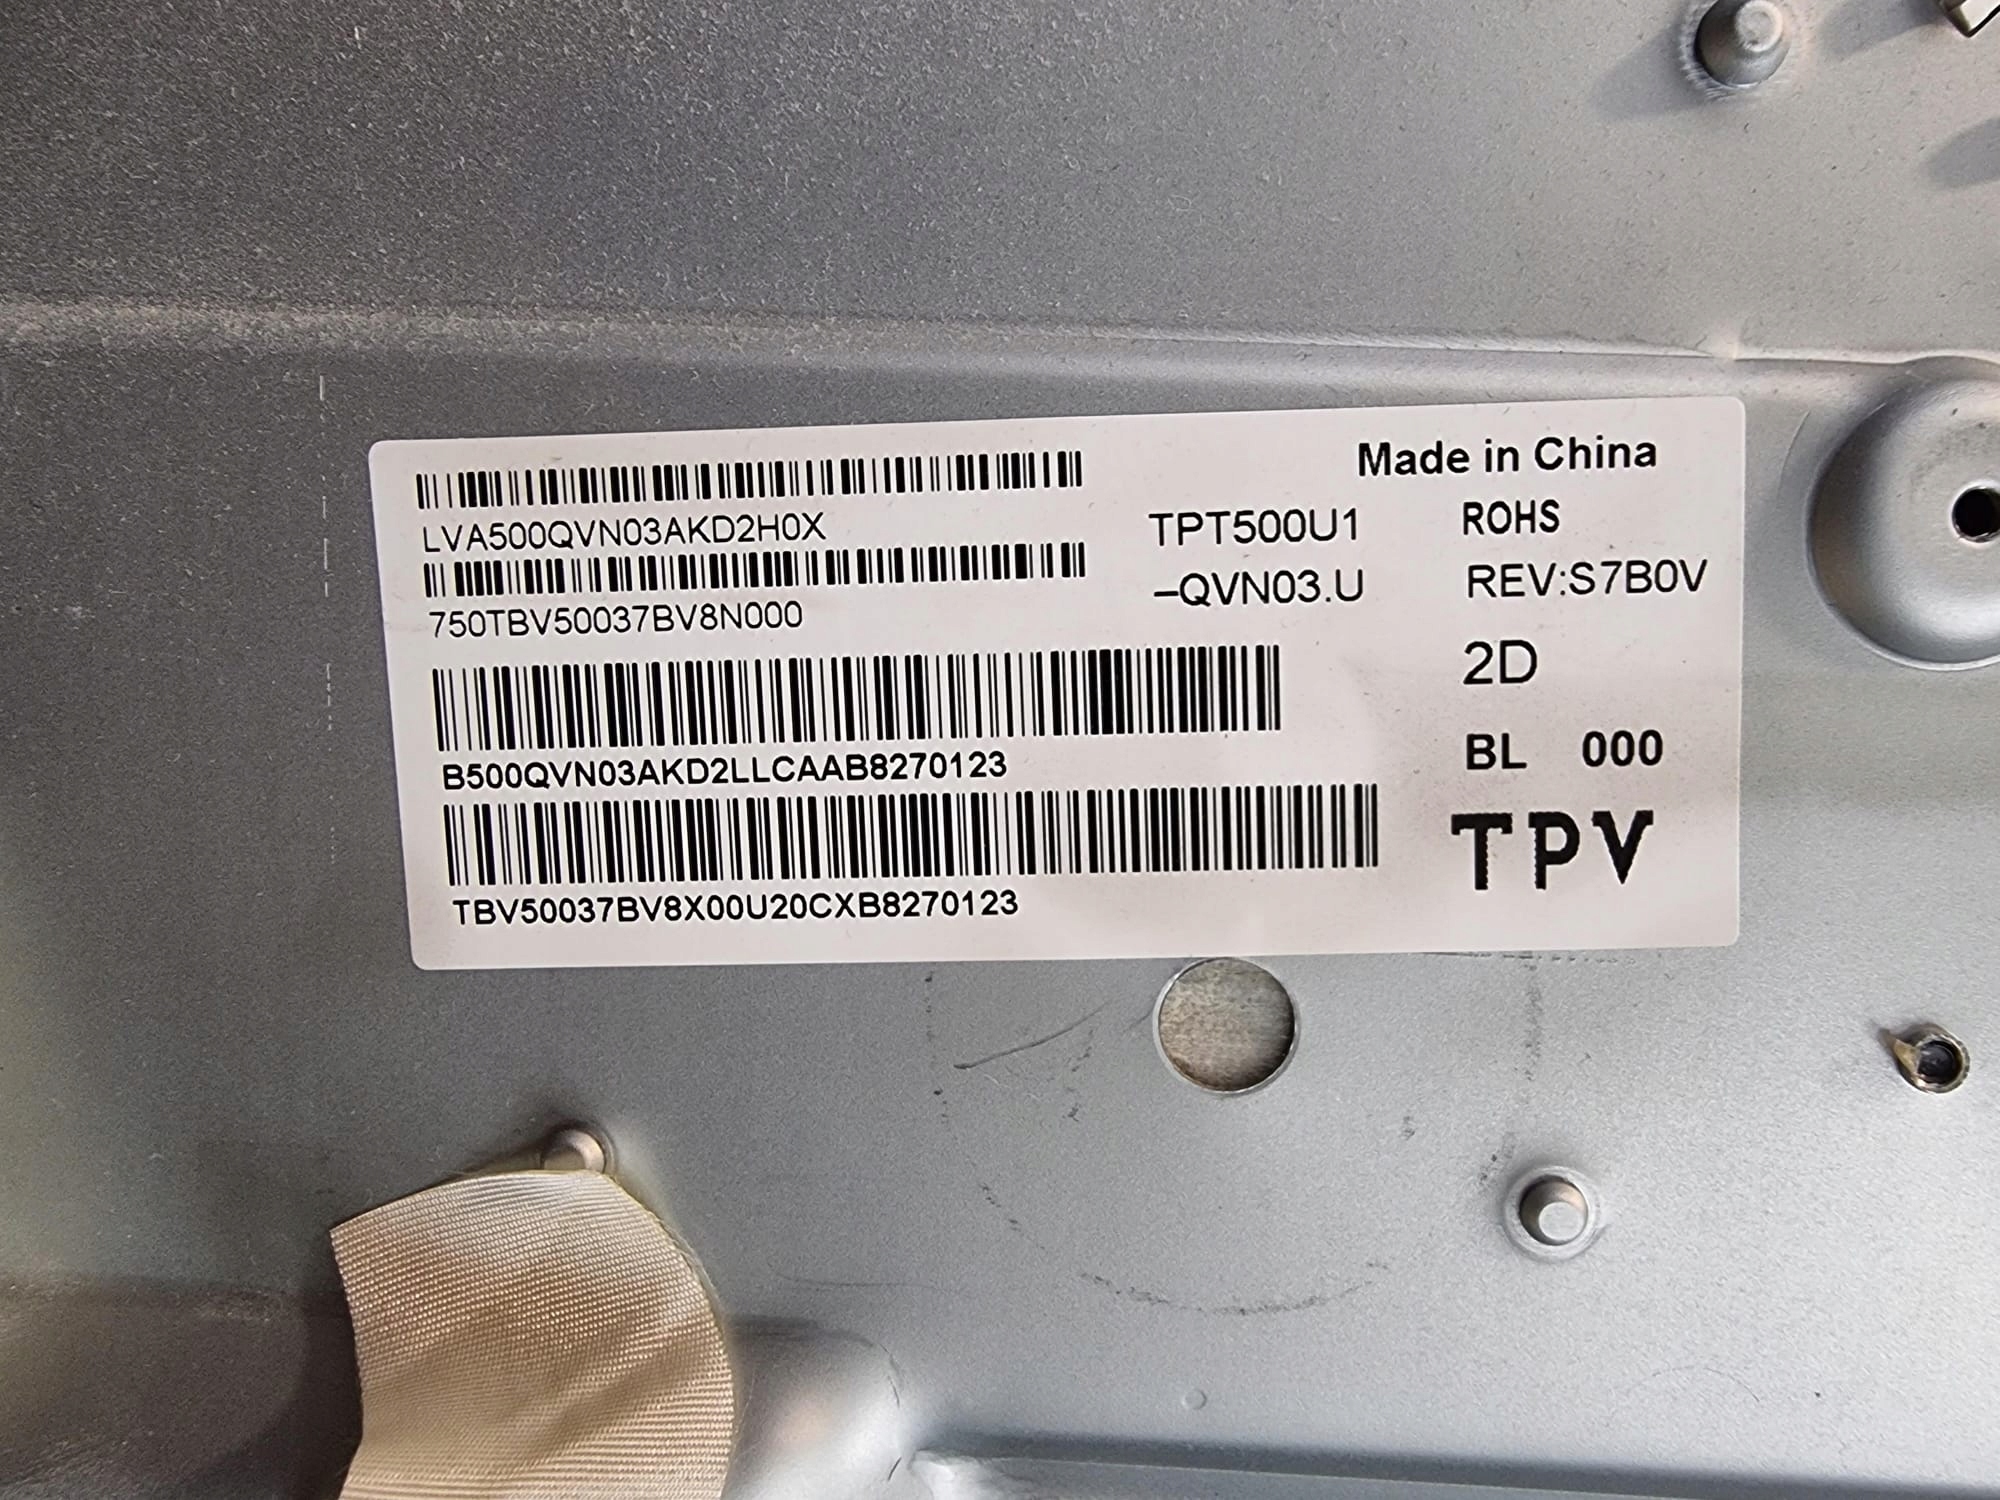 Made in China
LVA500QVN03AKD2H0X
TPT500U1
ROHS
750TBV50037BV8N000
–QVN03.U
REV:S7B0V
2D
B500QVN03AKD2LLCAAB8270123
BL 000
TBV50037BV8X00U20CXB8270123
TPV